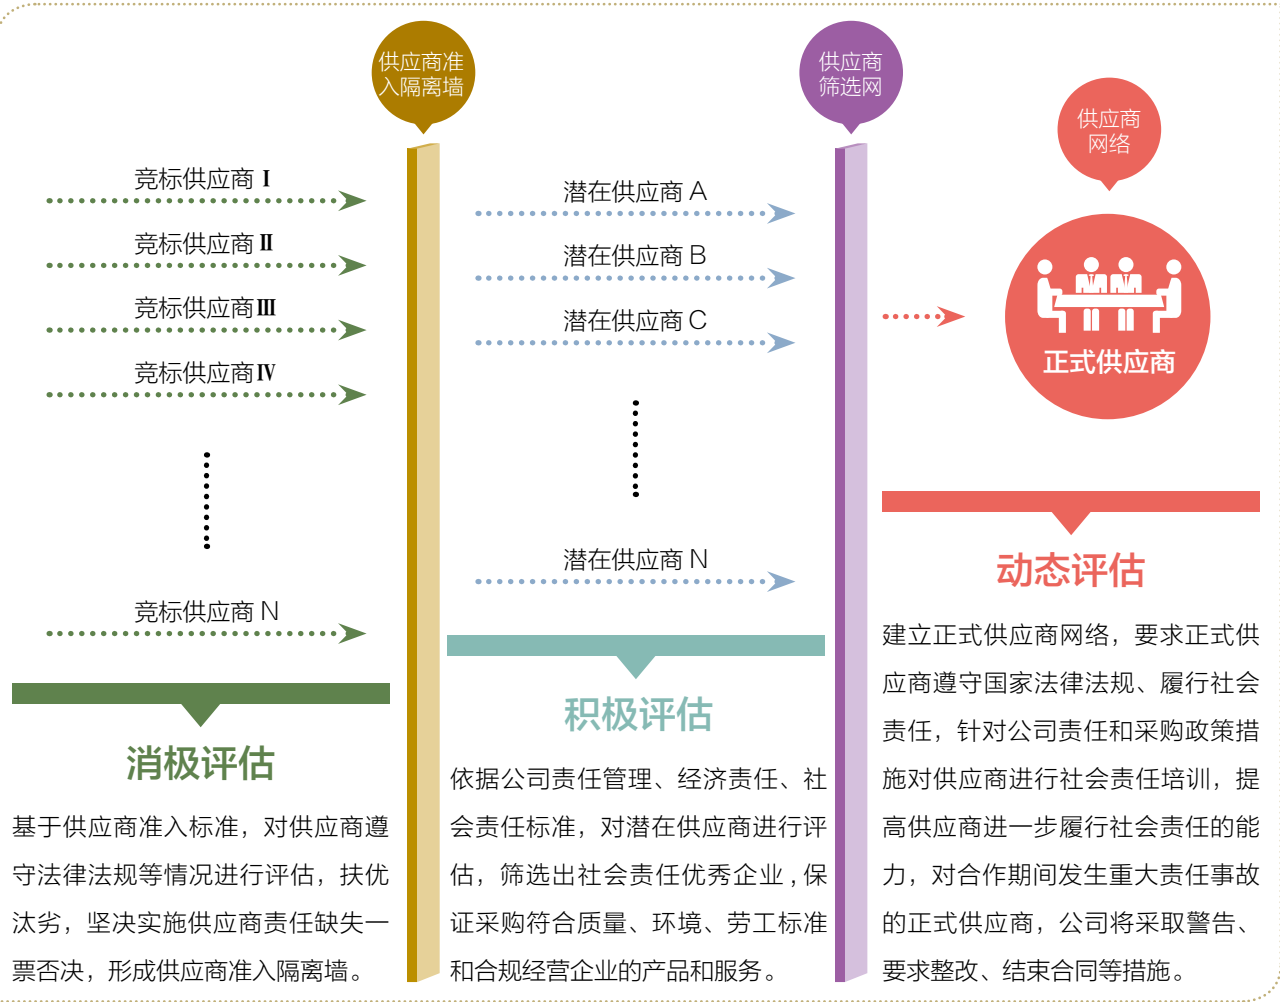 供应商准
入隔离墙
竞标供应商 I
竞标供应商 II
竞标供应商 III
竞标供应商 IV
竞标供应商 N
消极评估
基于供应商准入标准，对供应商遵
守法律法规等情况进行评估，扶优
汰劣，坚决实施供应商责任缺失一
票否决，形成供应商准入隔离墙。
供应商
筛选网
潜在供应商 A
潜在供应商 B
潜在供应商 C
潜在供应商 N
积极评估
依据公司责任管理、经济责任、社
会责任标准，对潜在供应商进行评
估，筛选出社会责任优秀企业，保
证采购符合质量、环境、劳工标准
和合规经营企业的产品和服务。
供应商
网络
正式供应商
动态评估
建立正式供应商网络，要求正式供
应商遵守国家法律法规、履行社会
责任，针对公司责任和采购政策措
施对供应商进行社会责任培训，提
高供应商进一步履行社会责任的能
力，对合作期间发生重大责任事故
的正式供应商，公司将采取警告、
要求整改、结束合同等措施。